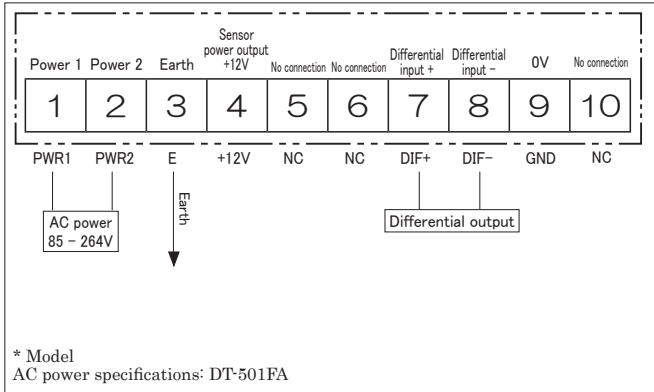 Sensor
power output
+12V
Power 1 Power 2 Earth No connection No connection Differential input + Differential input − 0V No connection
1 2 3 4 5 6 7 8 9 10
PWR1 PWR2 E +12V NC NC DIF+ DIF− GND NC
Earth
AC power
85 − 264V
Differential output
* Model
AC power specifications: DT-501FA